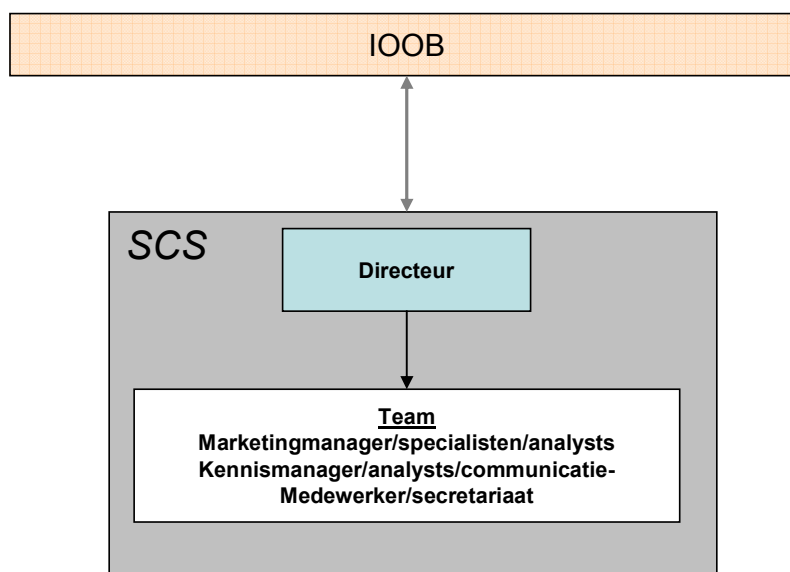 IOOB
SCS
Directeur
Team
Marketingmanager/specialisten/analysts
Kennismanager/analysts/communicatie-
Medewerker/secretariaat